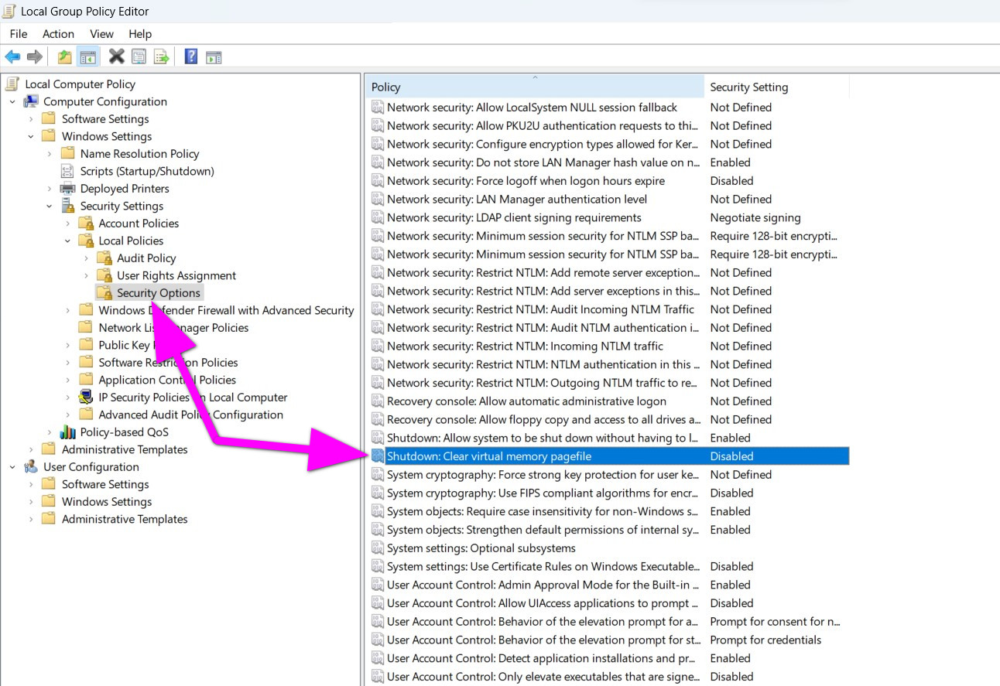 Local Group Policy Editor
File Action View Help
Local Computer Policy
Computer Configuration
Software Settings
Windows Settings
Name Resolution Policy
Scripts (Startup/Shutdown)
Deployed Printers
Security Settings
Account Policies
Local Policies
Audit Policy
User Rights Assignment
Security Options
Windows Defender Firewall with Advanced Security
Network List Manager Policies
Public Key
Software Restriction Policies
Application Control Policies
IP Security Policies on Local Computer
Advanced Audit Policy Configuration
Policy-based QoS
Administrative Templates
User Configuration
Software Settings
Windows Settings
Administrative Templates
Policy Security Setting
Network security: Allow LocalSystem NULL session fallback Not Defined
Network security: Allow PKU2U authentication requests to thi... Not Defined
Network security: Configure encryption types allowed for Ker... Not Defined
Network security: Do not store LAN Manager hash value on n... Enabled
Network security: Force logoff when logon hours expire Disabled
Network security: LAN Manager authentication level Not Defined
Network security: LDAP client signing requirements Negotiate signing
Network security: Minimum session security for NTLM SSP ba... Require 128-bit encrypti...
Network security: Minimum session security for NTLM SSP ba... Require 128-bit encrypti...
Network security: Restrict NTLM: Add remote server exception... Not Defined
Network security: Restrict NTLM: Add server exceptions in this... Not Defined
Network security: Restrict NTLM: Audit Incoming NTLM Traffic Not Defined
Network security: Restrict NTLM: Audit NTLM authentication i... Not Defined
Network security: Restrict NTLM: Incoming NTLM traffic Not Defined
Network security: Restrict NTLM: NTLM authentication in this ... Not Defined
Network security: Restrict NTLM: Outgoing NTLM traffic to re... Not Defined
Recovery console: Allow automatic administrative logon Not Defined
Recovery console: Allow floppy copy and access to all drives a... Not Defined
Shutdown: Allow system to be shut down without having to l... Enabled
Shutdown: Clear virtual memory pagefile Disabled
System cryptography: Force strong key protection for user ke... Not Defined
System cryptography: Use FIPS compliant algorithms for encr... Disabled
System objects: Require case insensitivity for non-Windows s... Enabled
System objects: Strengthen default permissions of internal sy... Enabled
System settings: Optional subsystems
System settings: Use Certificate Rules on Windows Executable... Disabled
User Account Control: Admin Approval Mode for the Built-in ... Enabled
User Account Control: Allow UIAccess applications to prompt ... Disabled
User Account Control: Behavior of the elevation prompt for a... Prompt for consent for n...
User Account Control: Behavior of the elevation prompt for st... Prompt for credentials
User Account Control: Detect application installations and pr... Enabled
User Account Control: Only elevate executables that are signe... Disabled